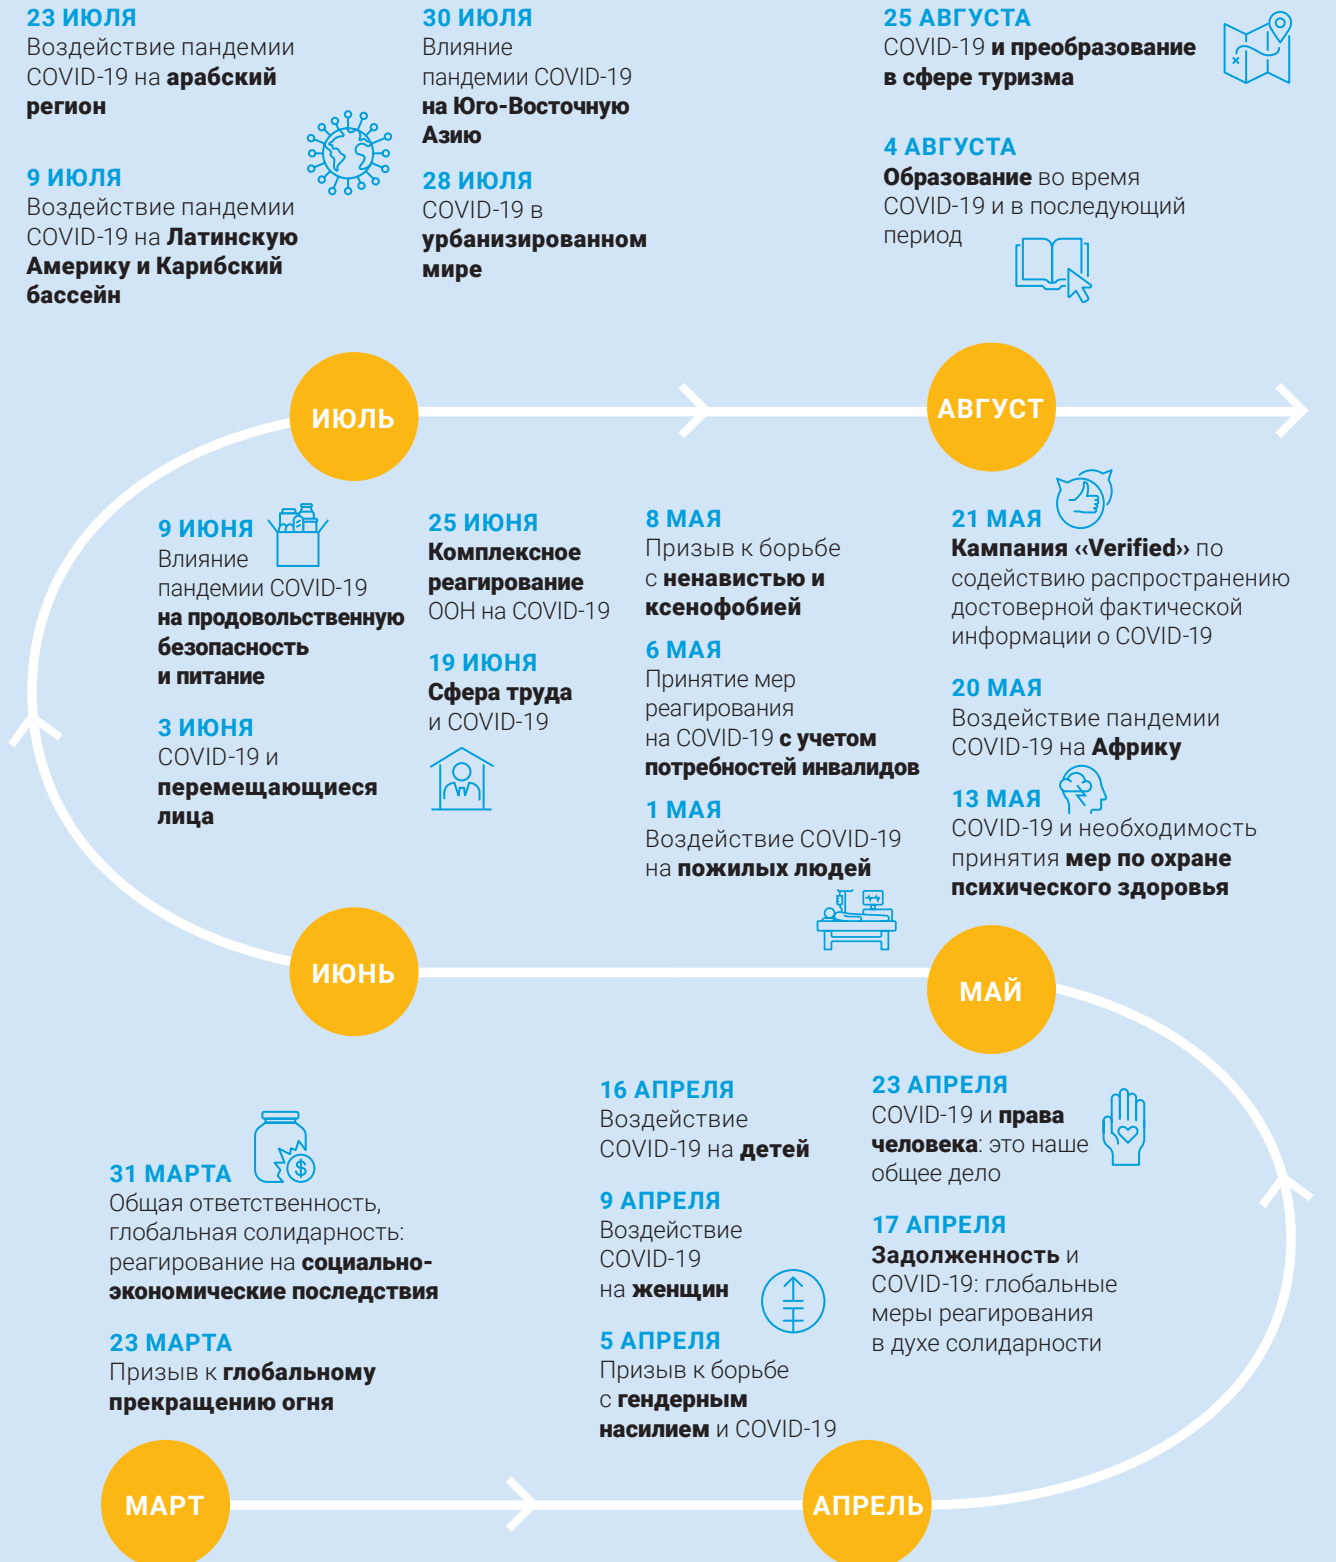 23 ИЮЛЯ
Воздействие пандемии
COVID-19 на арабский
регион
9 ИЮЛЯ
Воздействие пандемии
COVID-19 на Латинскую
Америку и Карибский
бассейн
30 ИЮЛЯ
Влияние
пандемии COVID-19
на Юго-Восточную
Азию
28 ИЮЛЯ
COVID-19 в
урбанизированном
мире
25 АВГУСТА
COVID-19 и преобразование
в сфере туризма
4 АВГУСТА
Образование во время
COVID-19 и в последующий
период
ИЮЛЬ
АВГУСТ
9 ИЮНЯ
Влияние
пандемии COVID-19
на продовольственную
безопасность
и питание
3 ИЮНЯ
COVID-19 и
перемещающиеся
лица
25 ИЮНЯ
Комплексное
реагирование
ООН на COVID-19
19 ИЮНЯ
Сфера труда
и COVID-19
8 МАЯ
Призыв к борьбе
с ненавистью и
ксенофобией
6 МАЯ
Принятие мер
реагирования
на COVID-19 с учетом
потребностей инвалидов
1 МАЯ
Воздействие COVID-19
на пожилых людей
21 МАЯ
Кампания «Verified» по
содействию распространению
достоверной фактической
информации о COVID-19
20 МАЯ
Воздействие пандемии
COVID-19 на Африку
13 МАЯ
COVID-19 и необходимость
принятия мер по охране
психического здоровья
ИЮНЬ
МАЙ
31 МАРТА
Общая ответственность,
глобальная солидарность:
реагирование на социально-
экономические последствия
23 МАРТА
Призыв к глобальному
прекращению огня
16 АПРЕЛЯ
Воздействие
COVID-19 на детей
9 АПРЕЛЯ
Воздействие
COVID-19
на женщин
5 АПРЕЛЯ
Призыв к борьбе
с гендерным
насилием и COVID-19
23 АПРЕЛЯ
COVID-19 и права
человека: это наше
общее дело
17 АПРЕЛЯ
Задолженность и
COVID-19: глобальные
меры реагирования
в духе солидарности
МАРТ
АПРЕЛЬ